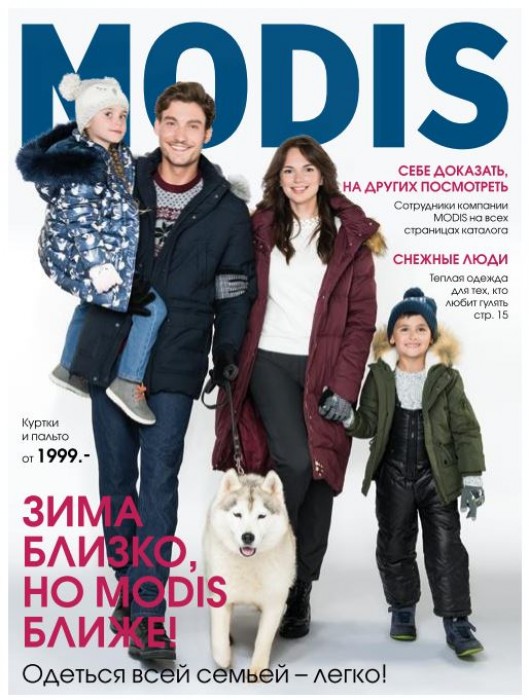 MODIS
СЕБЕ ДОКАЗАТЬ,
НА ДРУГИХ ПОСМОТРЕТЬ
Сотрудники компании
MODIS на всех
страницах каталога
СНЕЖНЫЕ ЛЮДИ
Теплая одежда
для тех, кто
любит гулять
стр. 15
Куртки
и пальто
от 1999.-
ЗИМА
БЛИЗКО,
НО MODIS
БЛИЖЕ!
Одеться всей семьей – легко!